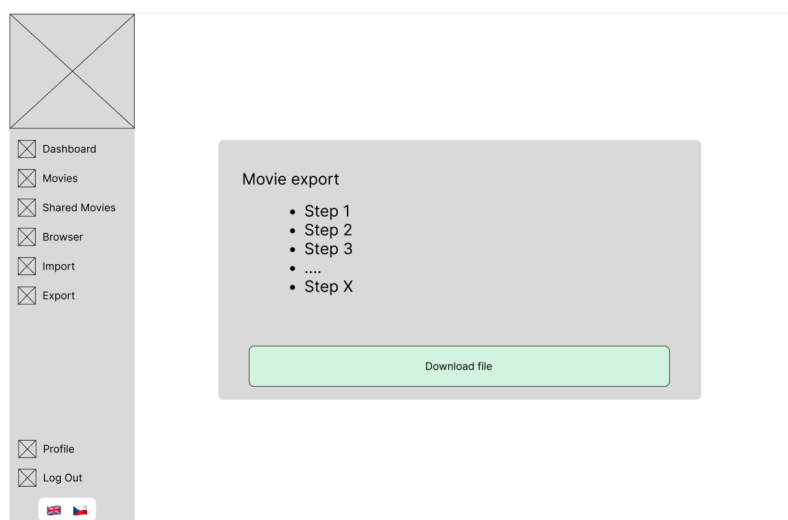 Dashboard
Movies
Shared Movies
Browser
Import
Export
Profile
Log Out
Movie export
• Step 1
• Step 2
• Step 3
• ....
• Step X
Download file